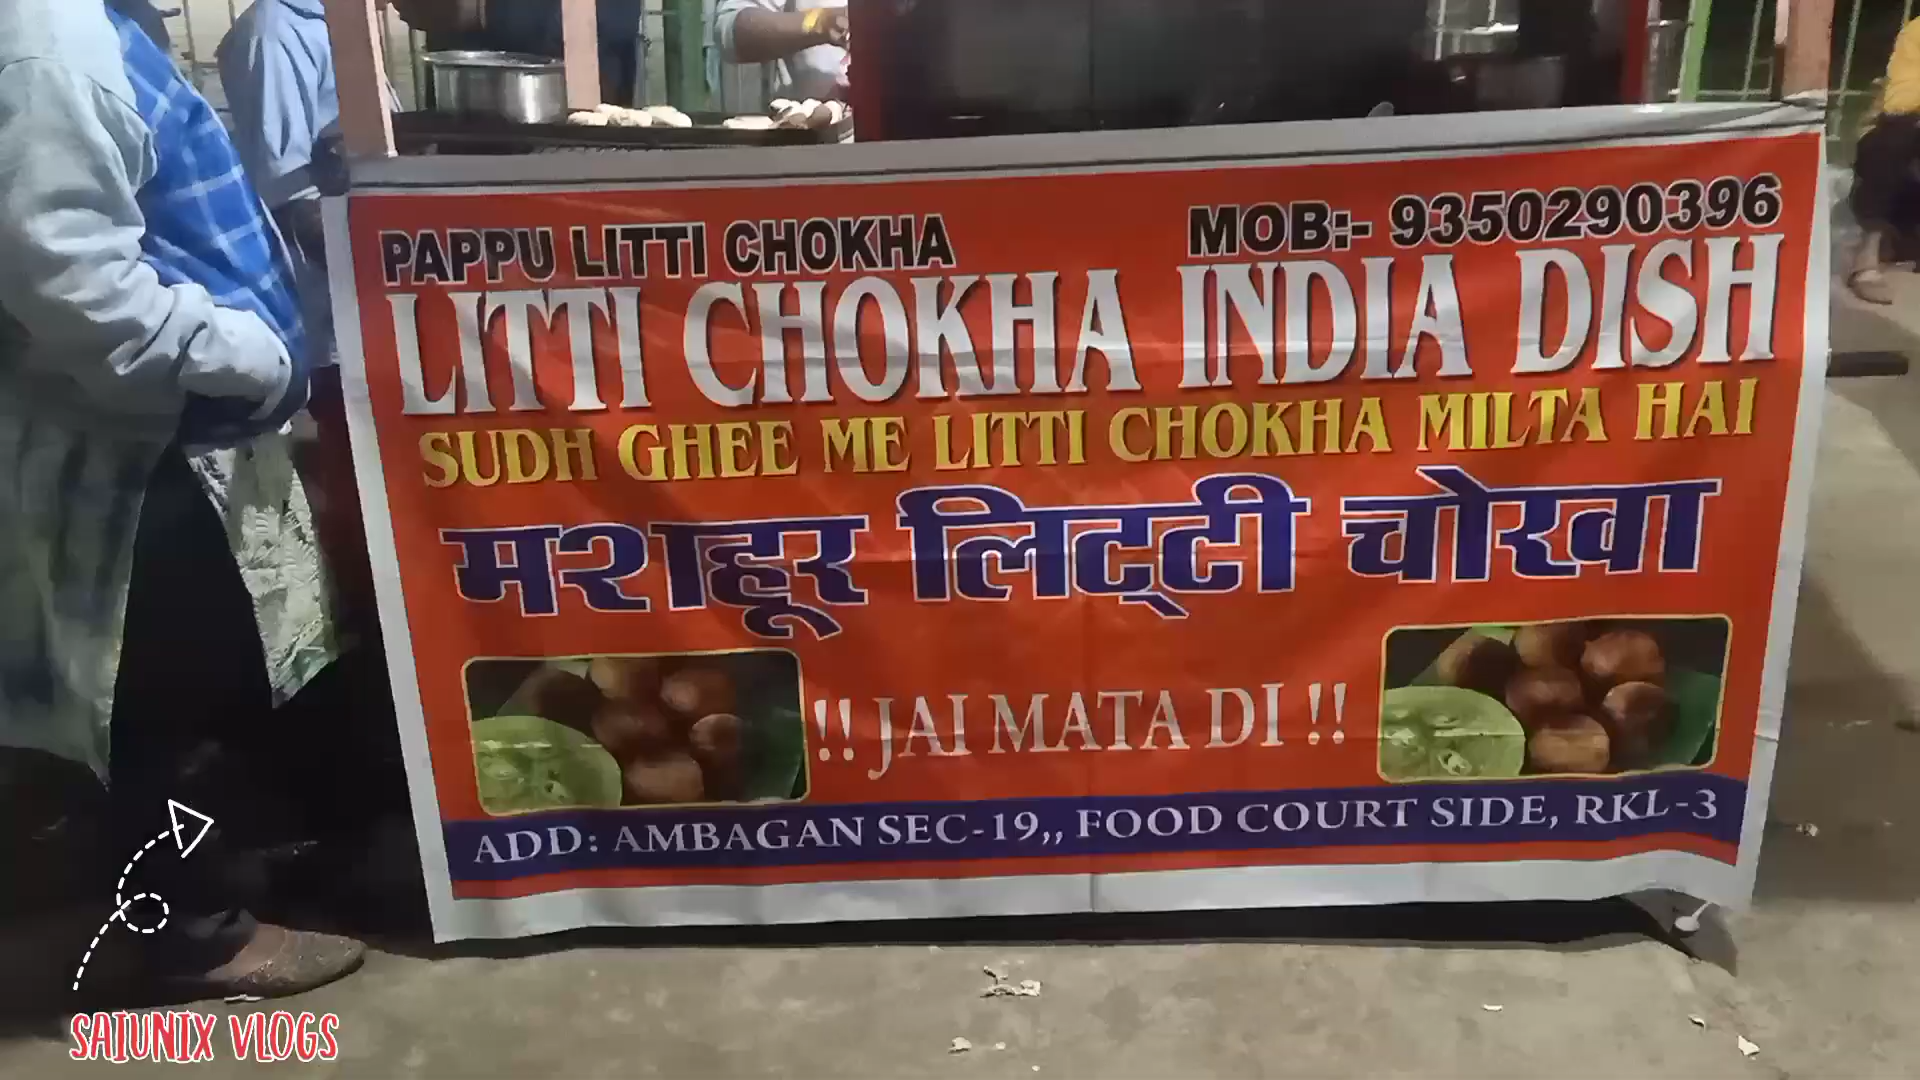 PAPPU LITTI CHOKHA
MOB:- 9350290396
LITTI CHOKHA INDIA DISH
SUDH GHEE ME LITTI CHOKHA MILTA HAI
मशहूर लिट्टी चोखा
!! JAI MATA DI !!
ADD: AMBAGAN SEC-19,, FOOD COURT SIDE, RKL-3
SAIUNIX VLOGS